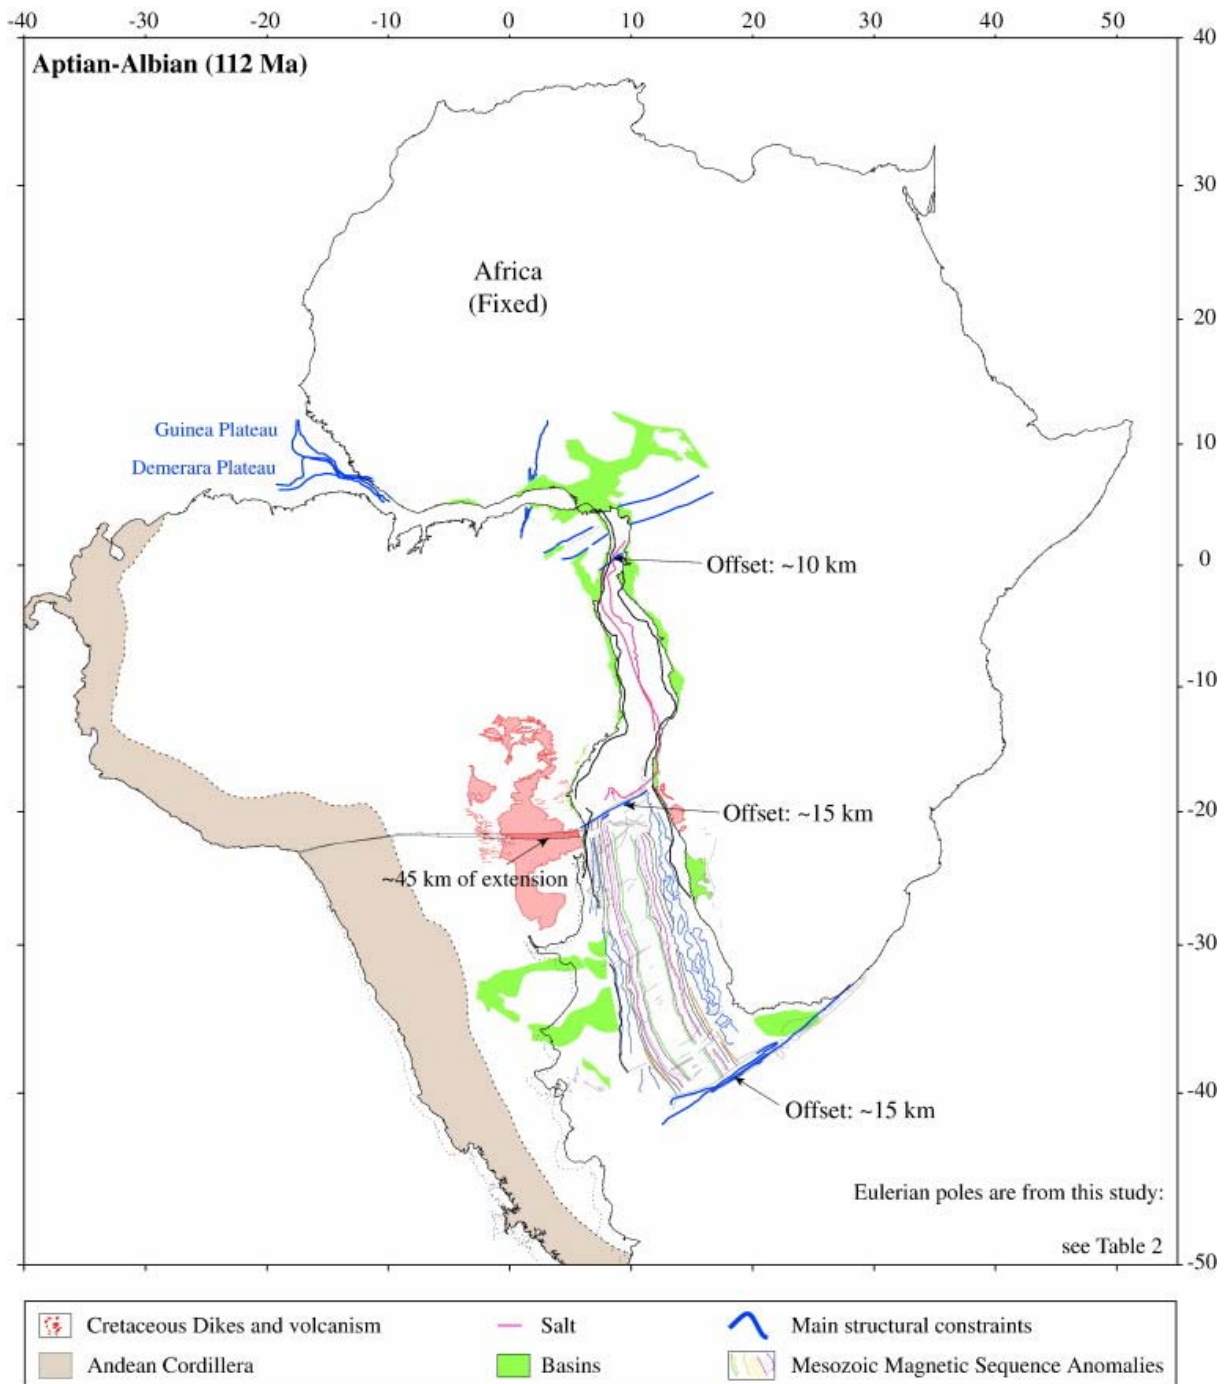 -40 -30 -20 -10 0 10 20 30 40 50
40
Aptian-Albian (112 Ma)
30
Africa
(Fixed)
20
Guinea Plateau
10
Demerara Plateau
0
Offset: ~10 km
-10
-20
Offset: ~15 km
~45 km of extension
-30
-40
Offset: ~15 km
Eulerian poles are from this study:
see Table 2
-50
Cretaceous Dikes and volcanism Salt Main structural constraints
Andean Cordillera Basins Mesozoic Magnetic Sequence Anomalies